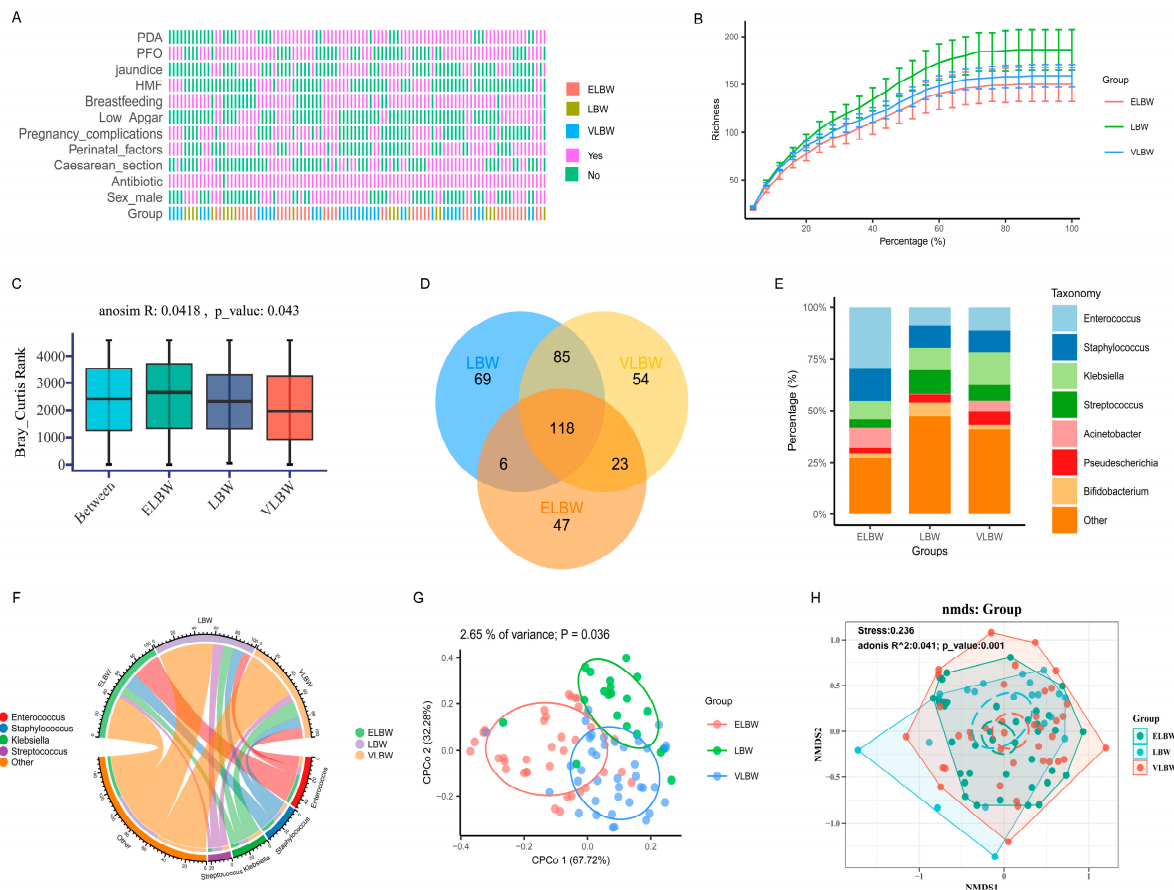 A
PDA
PFO
jaundice
HMF
Breastfeeding
Low_Apgar
Pregnancy_complications
Perinatal_factors
Caesarean_section
Antibiotic
Sex_male
Group
ELBW
LBW
VLBW
Yes
No
B
200
150
100
50
Richness
20
40
60
80
100
Percentage (%)
Group
ELBW
LBW
VLBW
C
anosim R: 0.0418 , p_value: 0.043
4000
3000
2000
1000
0
Bray_Curtis Rank
Between
ELBW
LBW
VLBW
D
LBW
69
85
VLBW
54
118
6
23
ELBW
47
E
100%
75%
50%
25%
0%
Percentage (%)
ELBW
LBW
VLBW
Groups
Taxonomy
Enterococcus
Staphylococcus
Klebsiella
Streptococcus
Acinetobacter
Pseudescherichia
Bifidobacterium
Other
F
LBW
ELBW
VLBW
Enterococcus
Staphylococcus
Klebsiella
Streptococcus
Other
Enterococcus
Staphylococcus
Klebsiella
Streptococcus
Other
ELBW
LBW
VLBW
G
2.65 % of variance; P = 0.036
0.4
0.2
0.0
−0.2
CPCo 2 (32.28%)
−0.4
−0.2
0.0
0.2
CPCo 1 (67.72%)
Group
ELBW
LBW
VLBW
H
nmds: Group
Stress:0.236
adonis R^2:0.041; p_value:0.001
1.0
0.5
0.0
−0.5
−1.0
NMDS2
−1
0
1
NMDS1
Group
ELBW
LBW
VLBW